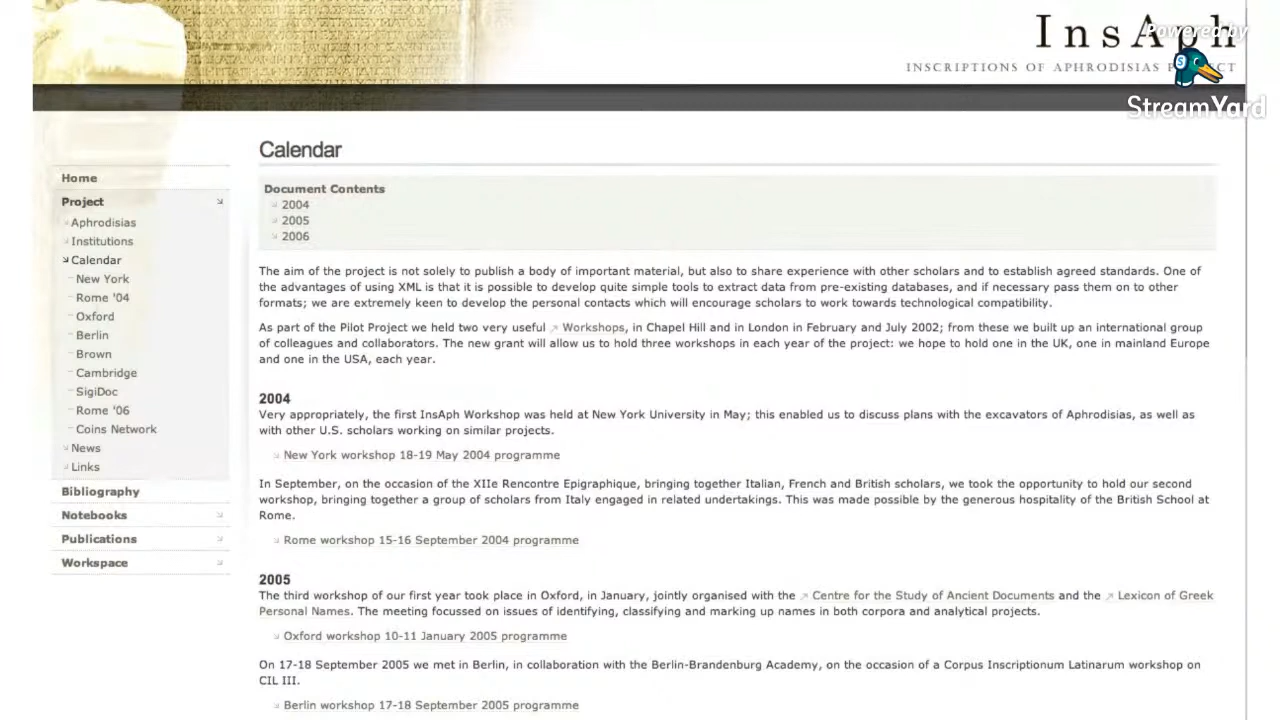 InsAph
INSCRIPTIONS OF APHRODISIAS PROJECT
Powered by
StreamYard
Home
Project
Aphrodisias
Institutions
Calendar
New York
Rome '04
Oxford
Berlin
Brown
Cambridge
SigiDoc
Rome '06
Coins Network
News
Links
Bibliography
Notebooks
Publications
Workspace
Calendar
Document Contents
2004
2005
2006
The aim of the project is not solely to publish a body of important material, but also to share experience with other scholars and to establish agreed standards. One of
the advantages of using XML is that it is possible to develop quite simple tools to extract data from pre-existing databases, and if necessary pass them on to other
formats; we are extremely keen to develop the personal contacts which will encourage scholars to work towards technological compatibility.
As part of the Pilot Project we held two very useful Workshops, in Chapel Hill and in London in February and July 2002; from these we built up an international group
of colleagues and collaborators. The new grant will allow us to hold three workshops in each year of the project: we hope to hold one in the UK, one in mainland Europe
and one in the USA, each year.
2004
Very appropriately, the first InsAph Workshop was held at New York University in May; this enabled us to discuss plans with the excavators of Aphrodisias, as well as
with other U.S. scholars working on similar projects.
New York workshop 18-19 May 2004 programme
In September, on the occasion of the XIIe Rencontre Epigraphique, bringing together Italian, French and British scholars, we took the opportunity to hold our second
workshop, bringing together a group of scholars from Italy engaged in related undertakings. This was made possible by the generous hospitality of the British School at
Rome.
Rome workshop 15-16 September 2004 programme
2005
The third workshop of our first year took place in Oxford, in January, jointly organised with the Centre for the Study of Ancient Documents and the Lexicon of Greek
Personal Names. The meeting focussed on issues of identifying, classifying and marking up names in both corpora and analytical projects.
Oxford workshop 10-11 January 2005 programme
On 17-18 September 2005 we met in Berlin, in collaboration with the Berlin-Brandenburg Academy, on the occasion of a Corpus Inscriptionum Latinarum workshop on
CIL III.
Berlin workshop 17-18 September 2005 programme